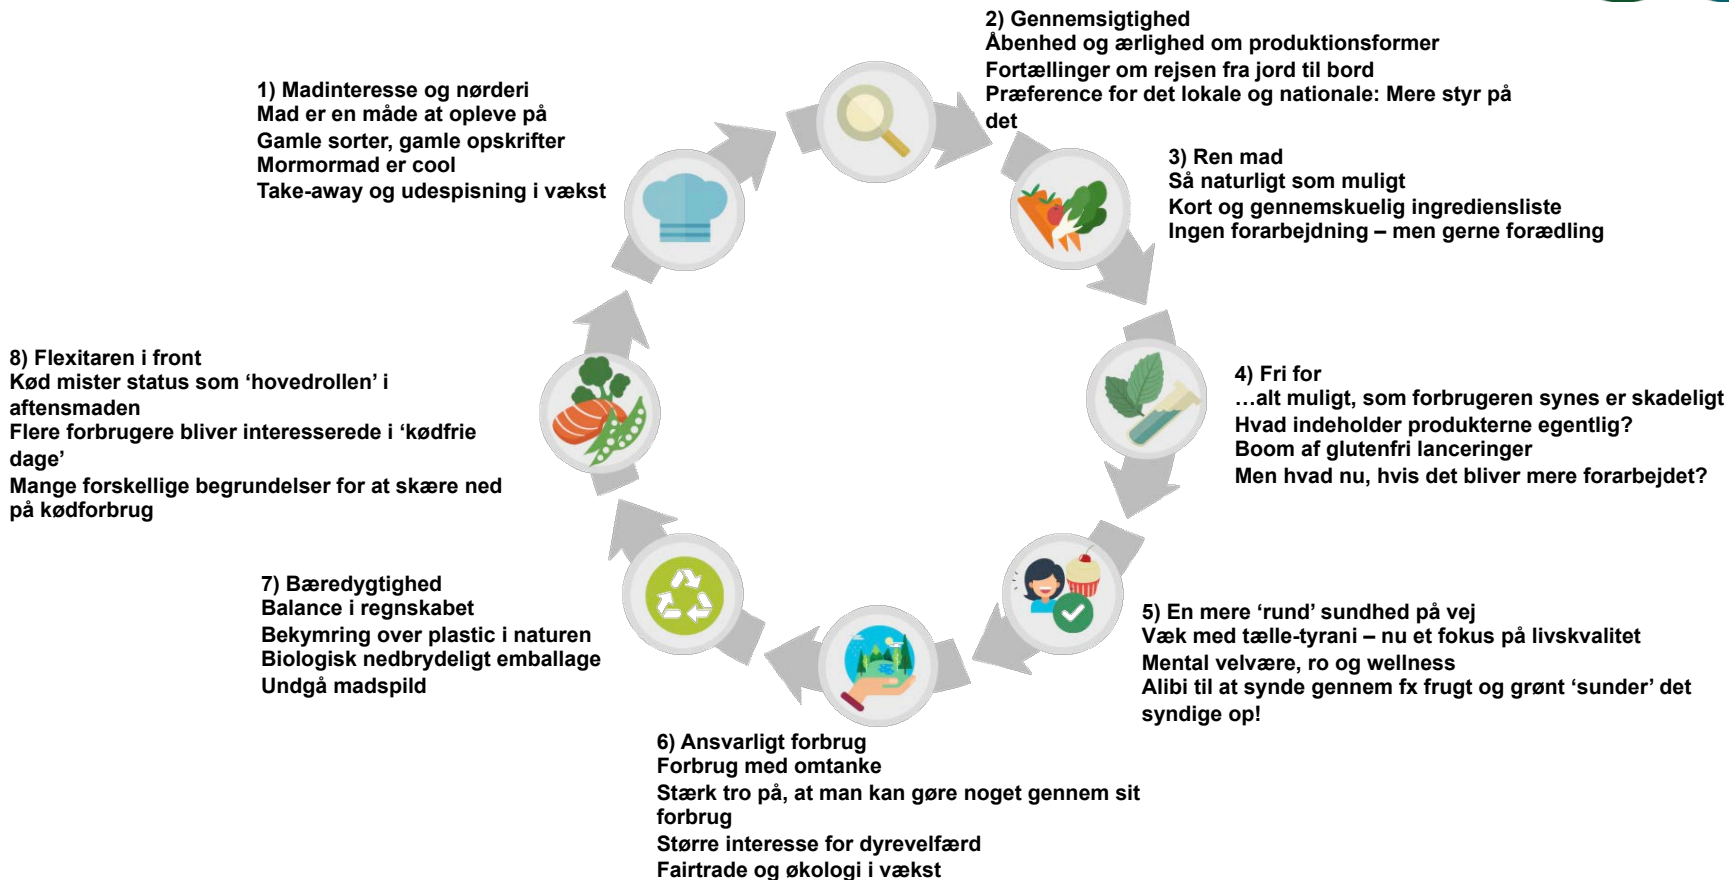 1) Madinteresse og nørderi
Mad er en måde at opleve på
Gamle sorter, gamle opskrifter
Mormormad er cool
Take-away og udespisning i vækst
2) Gennemsigtighed
Åbenhed og ærlighed om produktionsformer
Fortællinger om rejsen fra jord til bord
Præference for det lokale og nationale: Mere styr på
det
3) Ren mad
Så naturligt som muligt
Kort og gennemskuelig ingrediensliste
Ingen forarbejdning – men gerne forædling
4) Fri for
…alt muligt, som forbrugeren synes er skadeligt
Hvad indeholder produkterne egentlig?
Boom af glutenfri lanceringer
Men hvad nu, hvis det bliver mere forarbejdet?
5) En mere ‘rund’ sundhed på vej
Væk med tælle-tyrani – nu et fokus på livskvalitet
Mental velvære, ro og wellness
Alibi til at synde gennem fx frugt og grønt ‘sunder’ det
syndige op!
6) Ansvarligt forbrug
Forbrug med omtanke
Stærk tro på, at man kan gøre noget gennem sit
forbrug
Større interesse for dyrevelfærd
Fairtrade og økologi i vækst
7) Bæredygtighed
Balance i regnskabet
Bekymring over plastic i naturen
Biologisk nedbrydeligt emballage
Undgå madspild
8) Flexitaren i front
Kød mister status som ‘hovedrollen’ i
aftensmaden
Flere forbrugere bliver interesserede i ‘kødfrie
dage’
Mange forskellige begrundelser for at skære ned
på kødforbrug